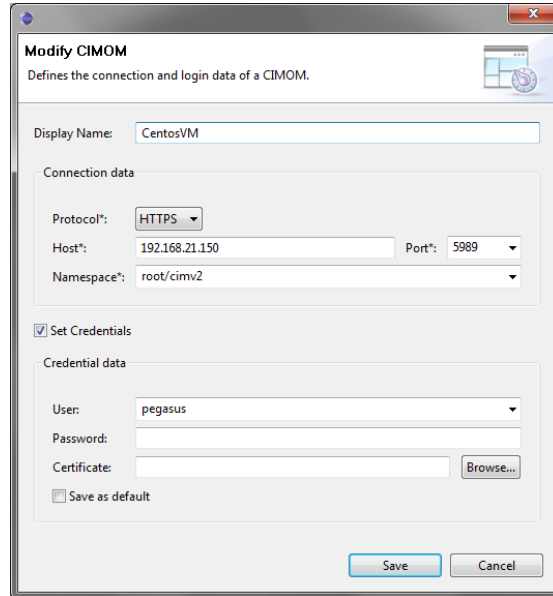 Modify CIMOM
Defines the connection and login data of a CIMOM.
Display Name: CentosVM
Connection data
Protocol*: HTTPS
Host*: 192.168.21.150 Port*: 5989
Namespace*: root/cimv2
Set Credentials
Credential data
User: pegasus
Password:
Certificate: Browse...
Save as default
Save Cancel